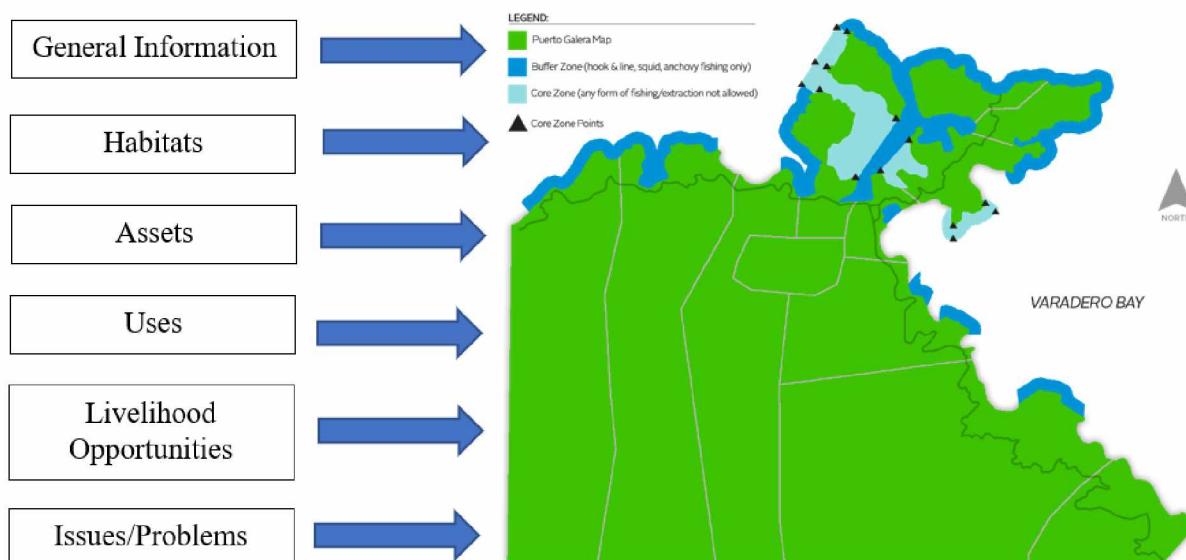 General Information
Habitats
Assets
Uses
Livelihood
Opportunities
Issues/Problems
LEGEND:
Puerto Galera Map
Buffer Zone (hook & line, squid, anchovy fishing only)
Core Zone (any form of fishing/extraction not allowed)
Core Zone Points
NORTH
VARADERO BAY